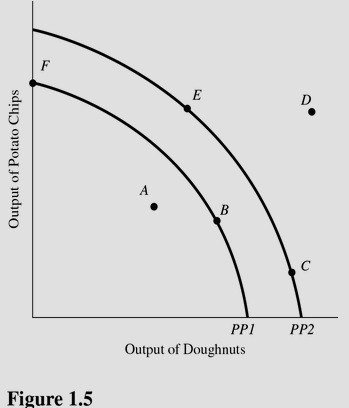 F
E
D
A
B
C
Output of Potato Chips
PP1 PP2
Output of Doughnuts
Figure 1.5